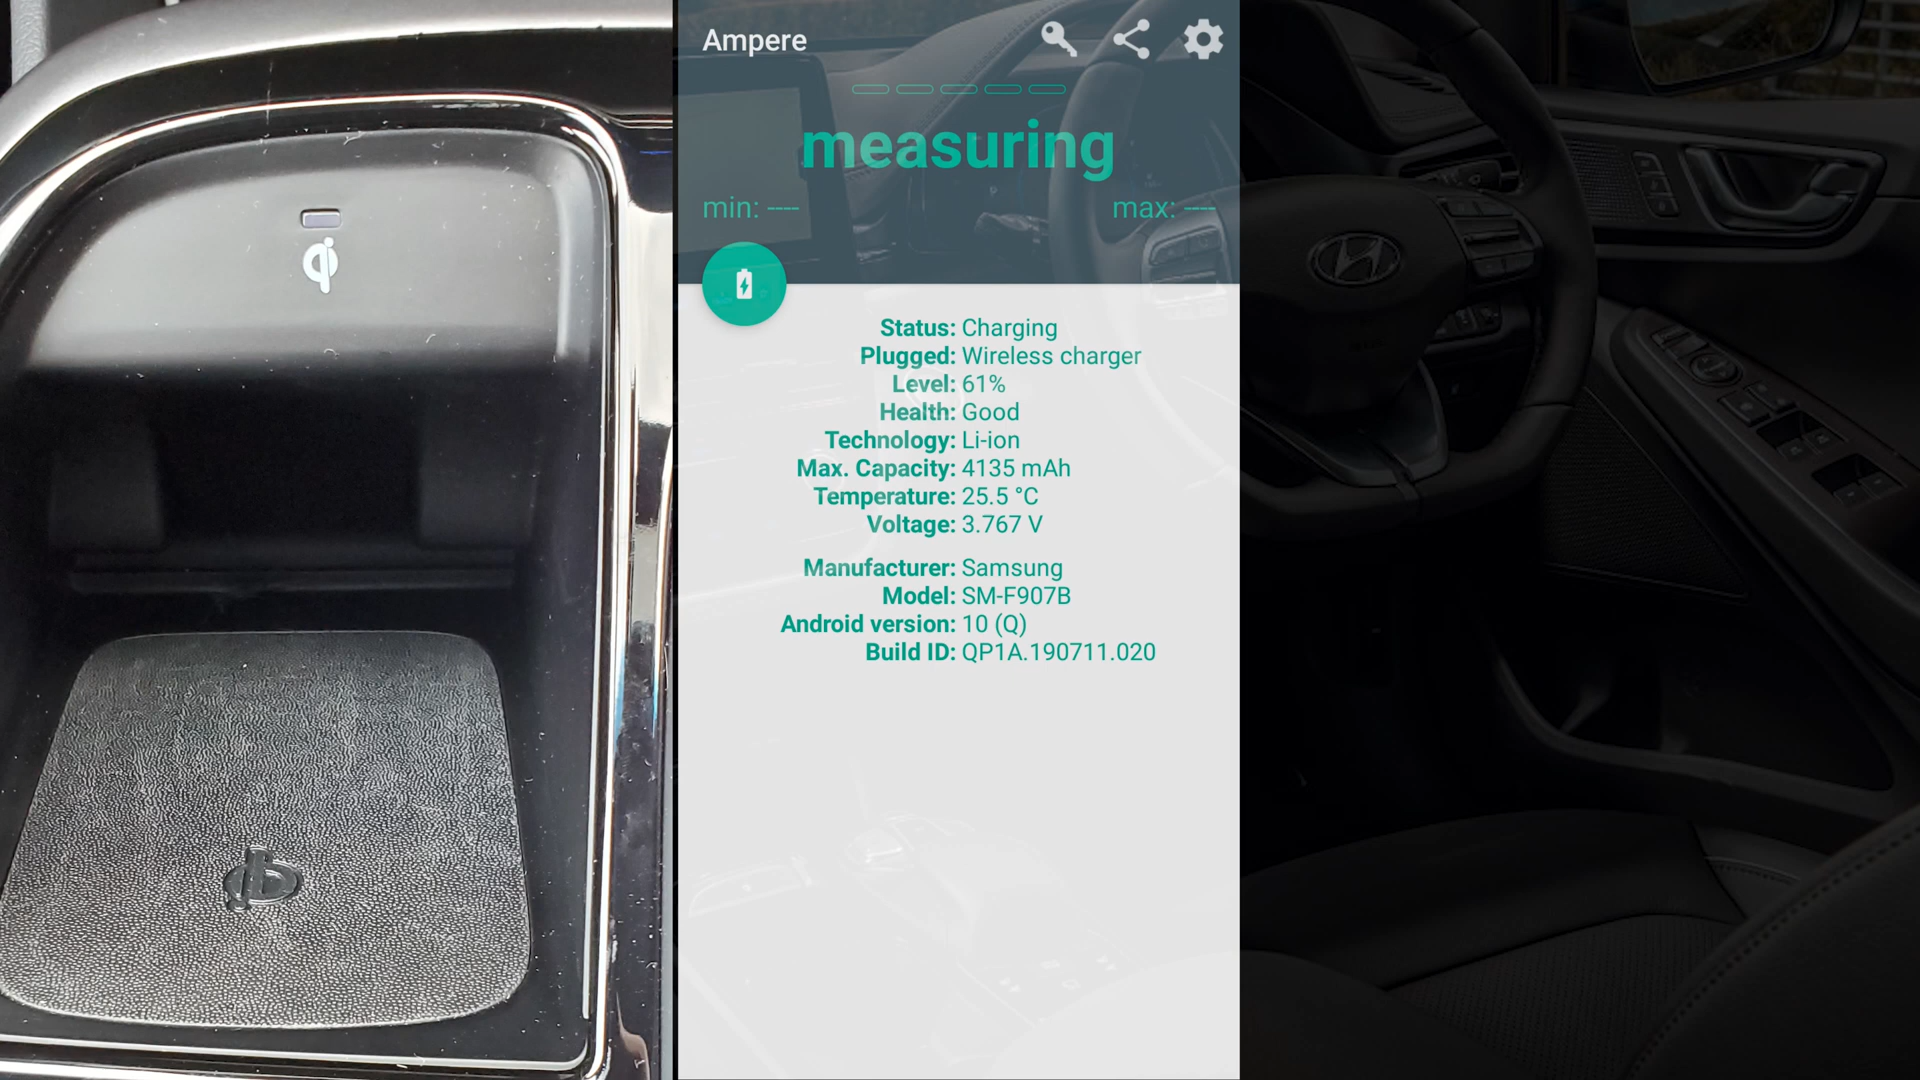 Ampere
measuring
min: ----
max: ----
Status: Charging
Plugged: Wireless charger
Level: 61%
Health: Good
Technology: Li-ion
Max. Capacity: 4135 mAh
Temperature: 25.5 °C
Voltage: 3.767 V
Manufacturer: Samsung
Model: SM-F907B
Android version: 10 (Q)
Build ID: QP1A.190711.020